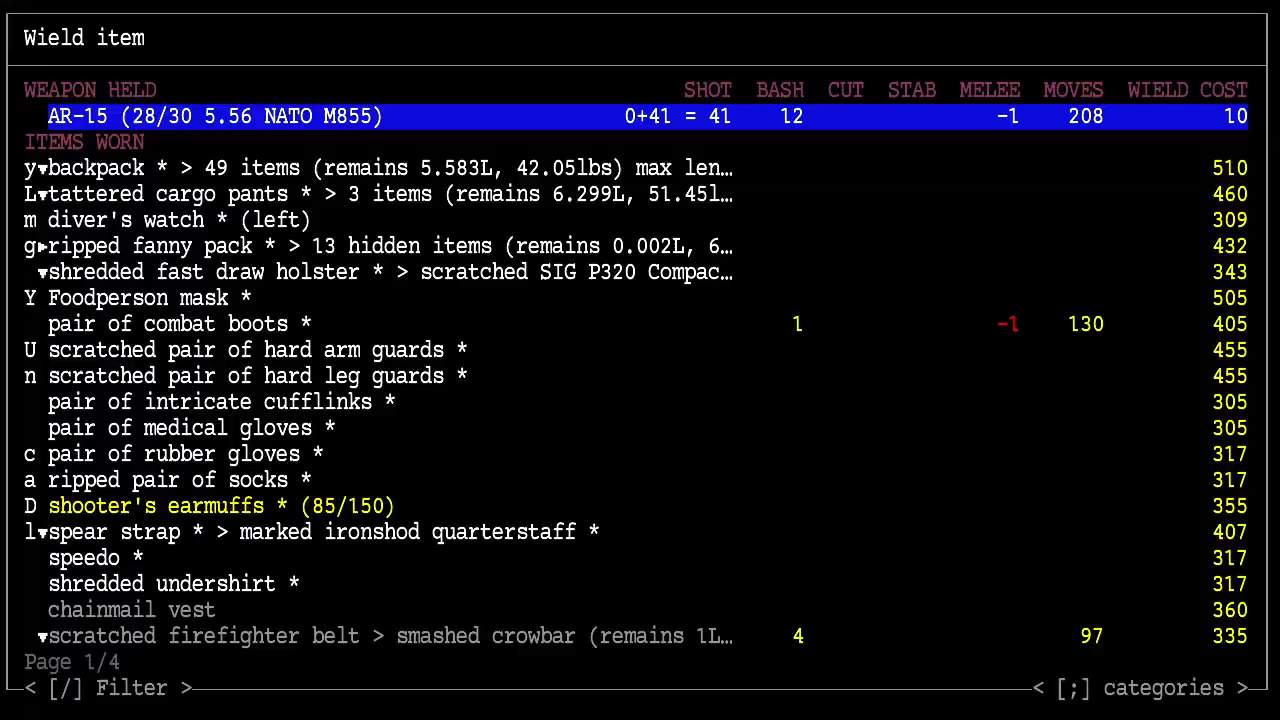 Wield item
WEAPON HELD SHOT BASH CUT STAB MELEE MOVES WIELD COST
AR-15 (28/30 5.56 NATO M855) 0+41 = 41 12 -1 208 10
ITEMS WORN
y▾backpack * > 49 items (remains 5.583L, 42.05lbs) max len… 510
L▾tattered cargo pants * > 3 items (remains 6.299L, 51.45l… 460
m diver's watch * (left) 309
g▸ripped fanny pack * > 13 hidden items (remains 0.002L, 6… 432
▾shredded fast draw holster * > scratched SIG P320 Compac… 343
Y Foodperson mask * 505
pair of combat boots * 1 -1 130 405
U scratched pair of hard arm guards * 455
n scratched pair of hard leg guards * 455
pair of intricate cufflinks * 305
pair of medical gloves * 305
c pair of rubber gloves * 317
a ripped pair of socks * 317
D shooter's earmuffs * (85/150) 355
l▾spear strap * > marked ironshod quarterstaff * 407
speedo * 317
shredded undershirt * 317
chainmail vest 360
▾scratched firefighter belt > smashed crowbar (remains 1L… 4 97 335
Page 1/4
< [/] Filter > < [;] categories >